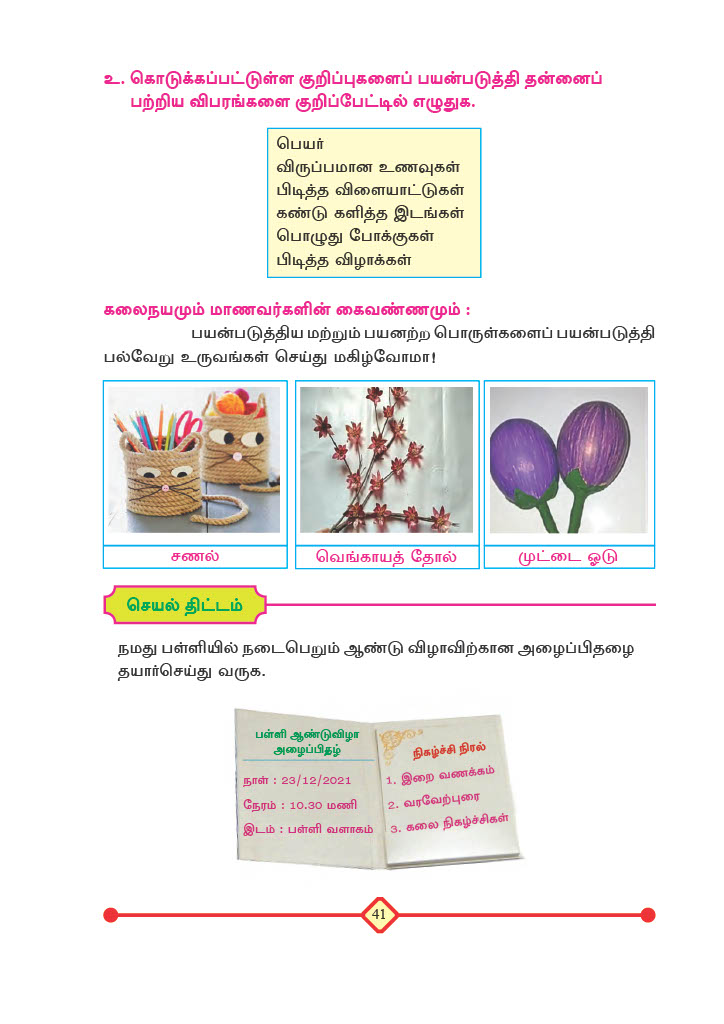 உ. கொடுக்கப்பட்டுள்ள குறிப்புகளைப் பயன்படுத்தி தன்னைப்
பற்றிய விபரங்களை குறிப்பேட்டில் எழுதுக.
பெயர்
விருப்பமான உணவுகள்
பிடித்த விளையாட்டுகள்
கண்டு களித்த இடங்கள்
பொழுது போக்குகள்
பிடித்த விழாக்கள்
கலைநயமும் மாணவர்களின் கைவண்ணமும் :
பயன்படுத்திய மற்றும் பயனற்ற பொருள்களைப் பயன்படுத்தி
பல்வேறு உருவங்கள் செய்து மகிழ்வோமா!
சணல்
வெங்காயத் தோல்
முட்டை ஓடு
செயல் திட்டம்
நமது பள்ளியில் நடைபெறும் ஆண்டு விழாவிற்கான அழைப்பிதழை
தயார்செய்து வருக.
பள்ளி ஆண்டுவிழா
அழைப்பிதழ்
நாள் : 23/12/2021
நேரம் : 10.30 மணி
இடம் : பள்ளி வளாகம்
நிகழ்ச்சி நிரல்
1. இறை வணக்கம்
2. வரவேற்புரை
3. கலை நிகழ்ச்சிகள்
41